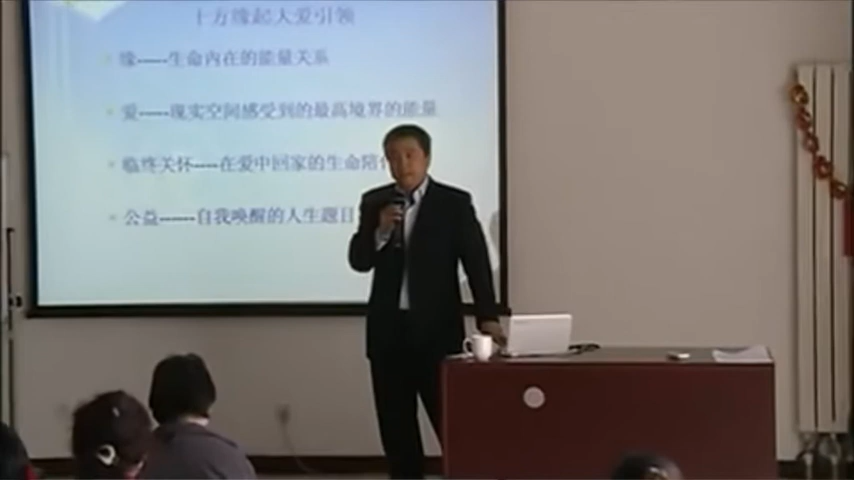 十方缘起大爱引领
缘-----生命内在的能量关系
爱----现实空间感受到的最高境界的能量
临终关怀----在爱中回家的生命陪
公益------自我唤醒的人生题目